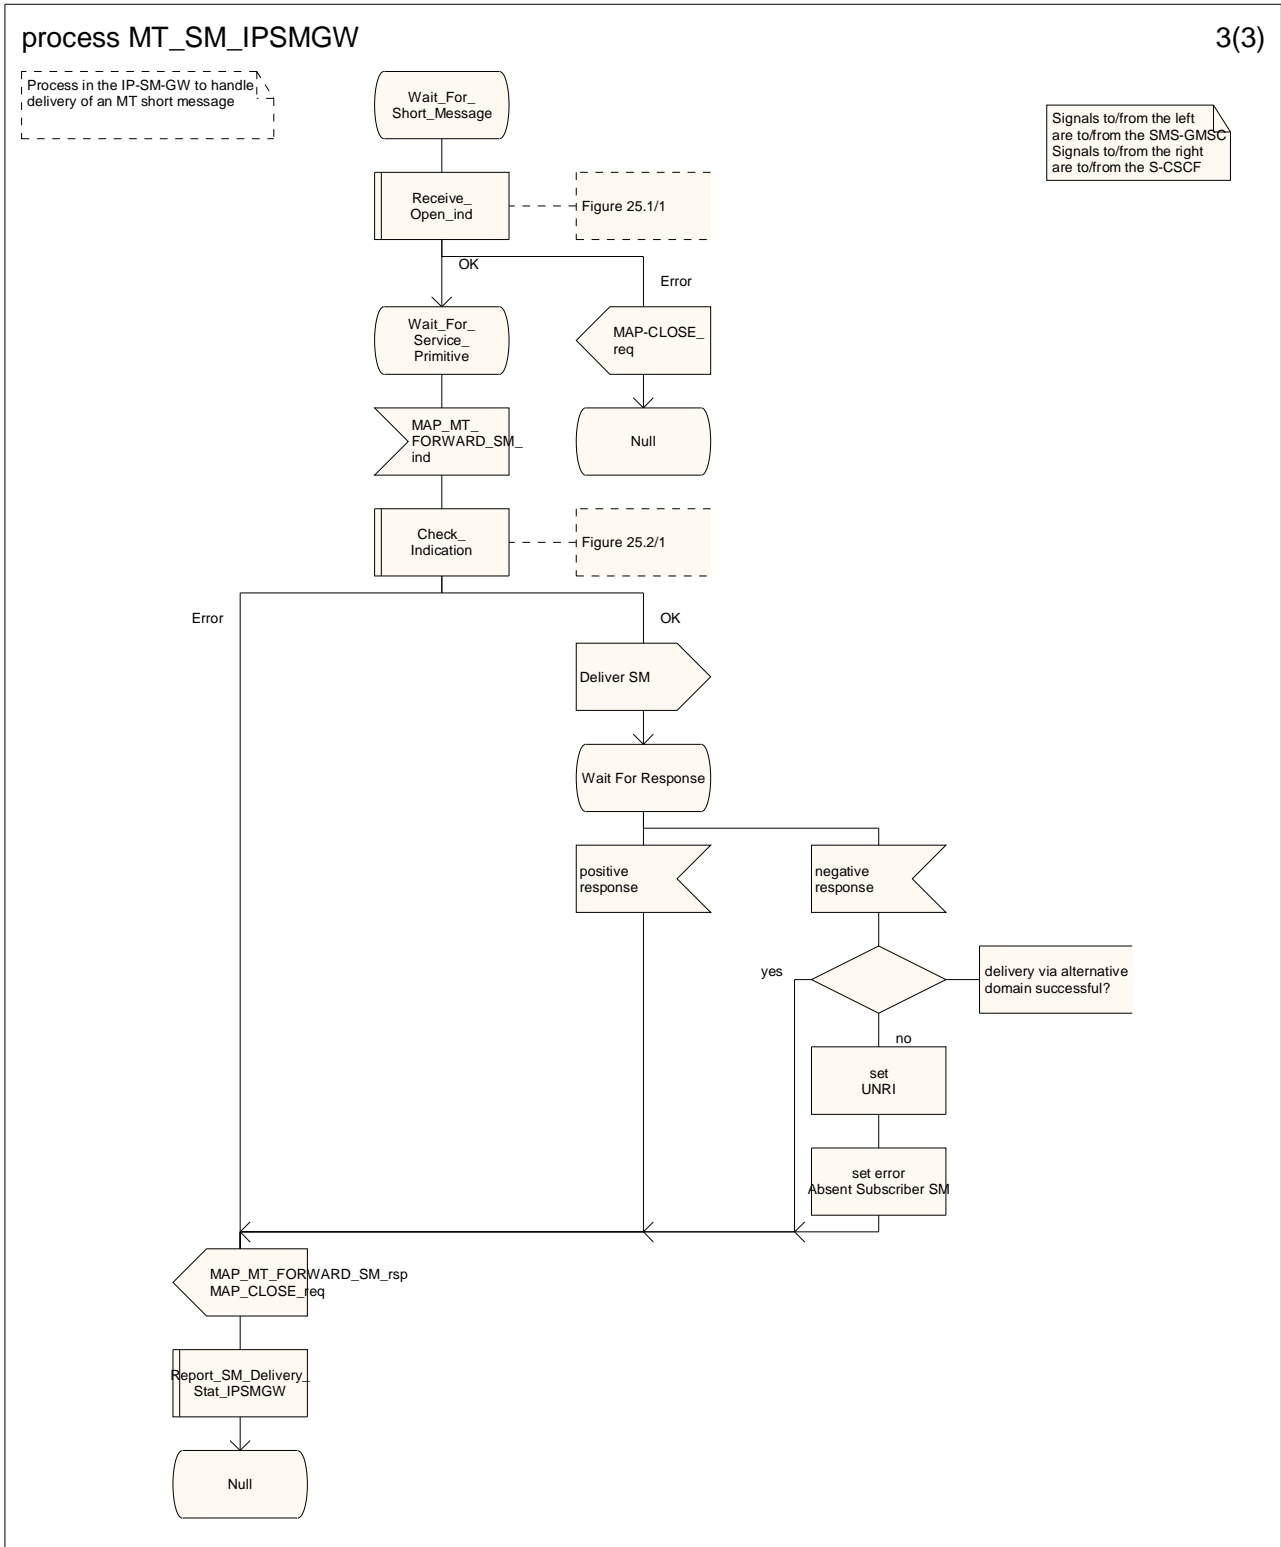 process MT_SM_IPSMGW
3(3)
Process in the IP-SM-GW to handle
delivery of an MT short message
Wait_For_
Short_Message
Signals to/from the left
are to/from the SMS-GMSC
Signals to/from the right
are to/from the S-CSCF
Receive_
Open_ind
Figure 25.1/1
OK
Error
Wait_For_
Service_
Primitive
MAP-CLOSE_
req
MAP_MT_
FORWARD_SM_
ind
Null
Check_
Indication
Figure 25.2/1
Error
OK
Deliver SM
Wait For Response
positive
response
negative
response
yes
delivery via alternative
domain successful?
no
set
UNRI
set error
Absent Subscriber SM
MAP_MT_FORWARD_SM_rsp
MAP_CLOSE_req
Report_SM_Delivery_
Stat_IPSMGW
Null